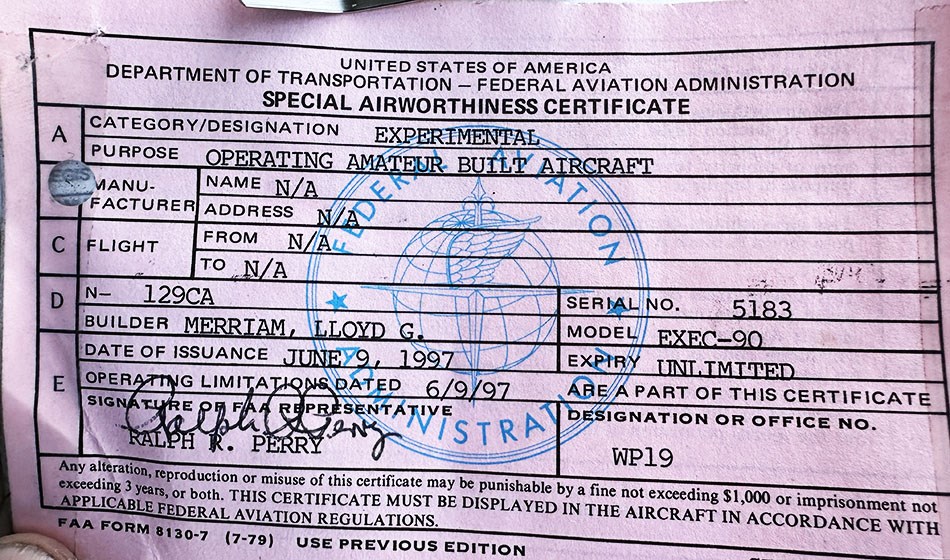 UNITED STATES OF AMERICA
DEPARTMENT OF TRANSPORTATION – FEDERAL AVIATION ADMINISTRATION
SPECIAL AIRWORTHINESS CERTIFICATE
A CATEGORY/DESIGNATION EXPERIMENTAL
PURPOSE OPERATING AMATEUR BUILT AIRCRAFT
MANU-
FACTURER
NAME N/A
ADDRESS N/A
C FLIGHT
FROM N/A
TO N/A
D N– 129CA SERIAL NO. 5183
BUILDER MERRIAM, LLOYD G. MODEL EXEC-90
E DATE OF ISSUANCE JUNE 9, 1997 EXPIRY UNLIMITED
OPERATING LIMITATIONS DATED 6/9/97 ARE A PART OF THIS CERTIFICATE
SIGNATURE OF FAA REPRESENTATIVE DESIGNATION OR OFFICE NO.
Ralph R Perry
RALPH R. PERRY WP19
Any alteration, reproduction or misuse of this certificate may be punishable by a fine not exceeding $1,000 or imprisonment not
exceeding 3 years, or both. THIS CERTIFICATE MUST BE DISPLAYED IN THE AIRCRAFT IN ACCORDANCE WITH
APPLICABLE FEDERAL AVIATION REGULATIONS.
FAA FORM 8130-7 (7-79) USE PREVIOUS EDITION
FEDERAL AVIATION
ADMINISTRATION